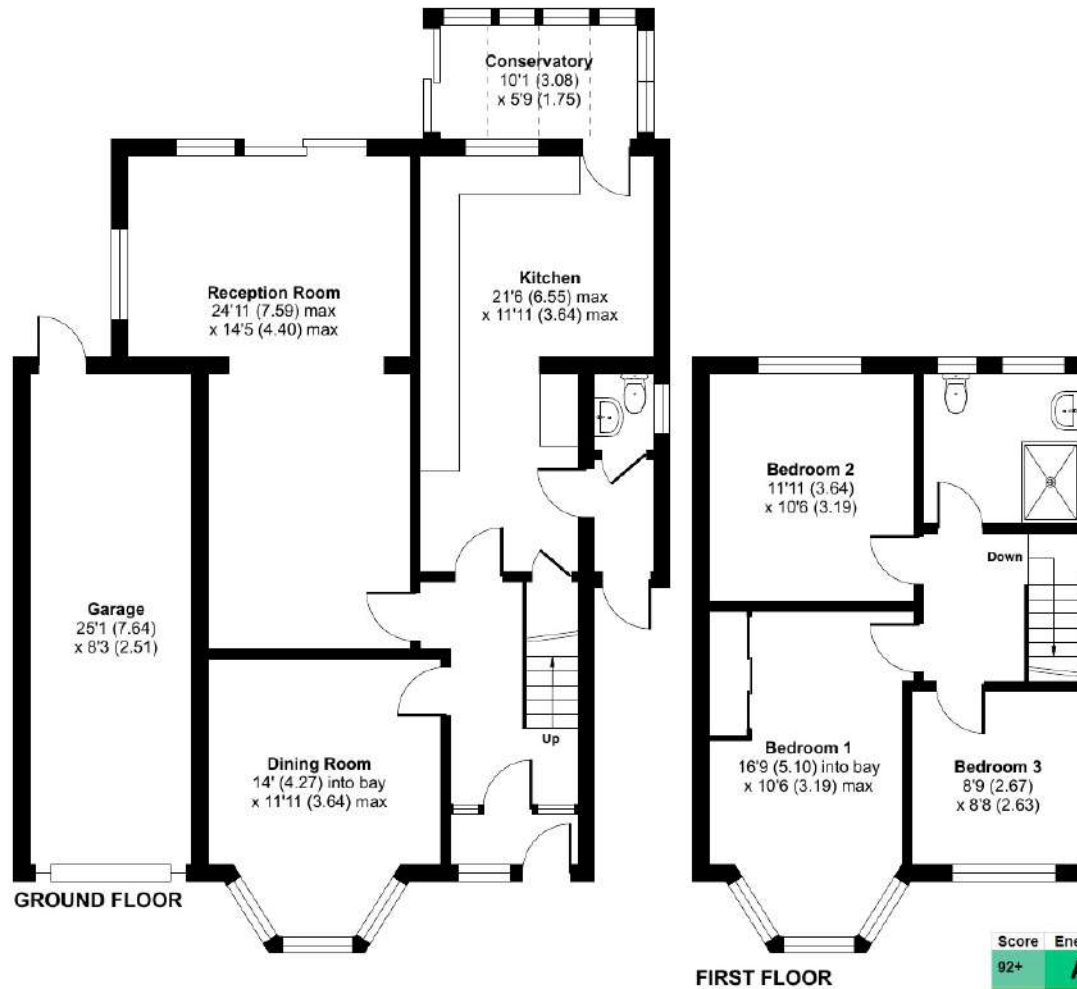 Conservatory
10'1 (3.08)
x 5'9 (1.75)
Reception Room
24'11 (7.59) max
x 14'5 (4.40) max
Kitchen
21'6 (6.55) max
x 11'11 (3.64) max
Garage
25'1 (7.64)
x 8'3 (2.51)
Dining Room
14' (4.27) into bay
x 11'11 (3.64) max
Up
GROUND FLOOR
Bedroom 2
11'11 (3.64)
x 10'6 (3.19)
Down
Bedroom 1
16'9 (5.10) into bay
x 10'6 (3.19) max
Bedroom 3
8'9 (2.67)
x 8'8 (2.63)
FIRST FLOOR
Score Ene
92+